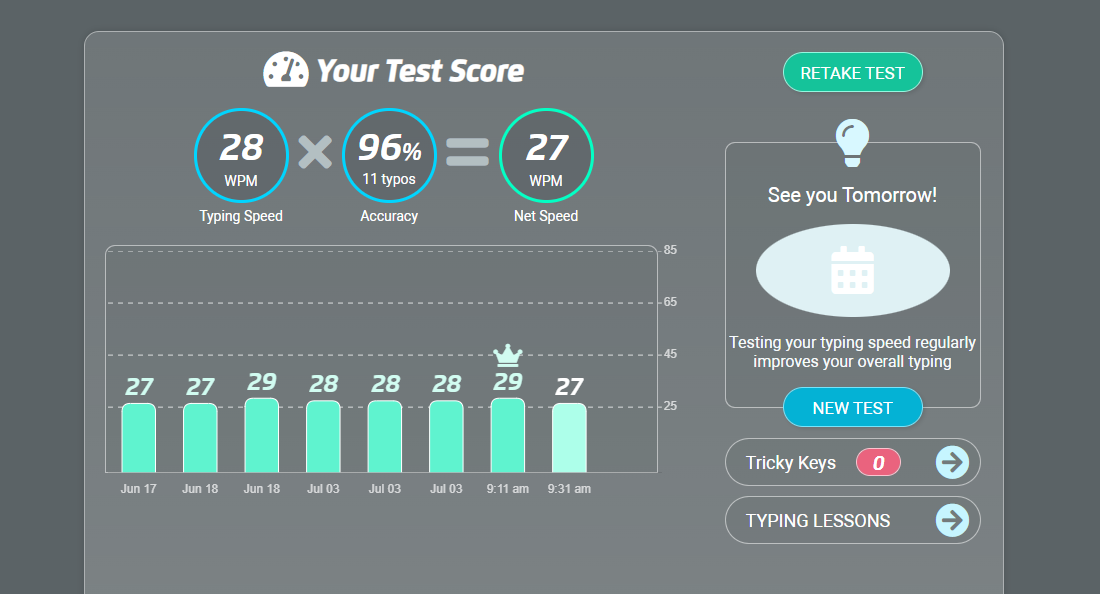 Your Test Score
28
WPM
Typing Speed
96%
11 typos
Accuracy
27
WPM
Net Speed
85
65
45
25
27
27
29
28
28
28
29
27
Jun 17
Jun 18
Jun 18
Jul 03
Jul 03
Jul 03
9:11 am
9:31 am
RETAKE TEST
See you Tomorrow!
Testing your typing speed regularly
improves your overall typing
NEW TEST
Tricky Keys 0
TYPING LESSONS